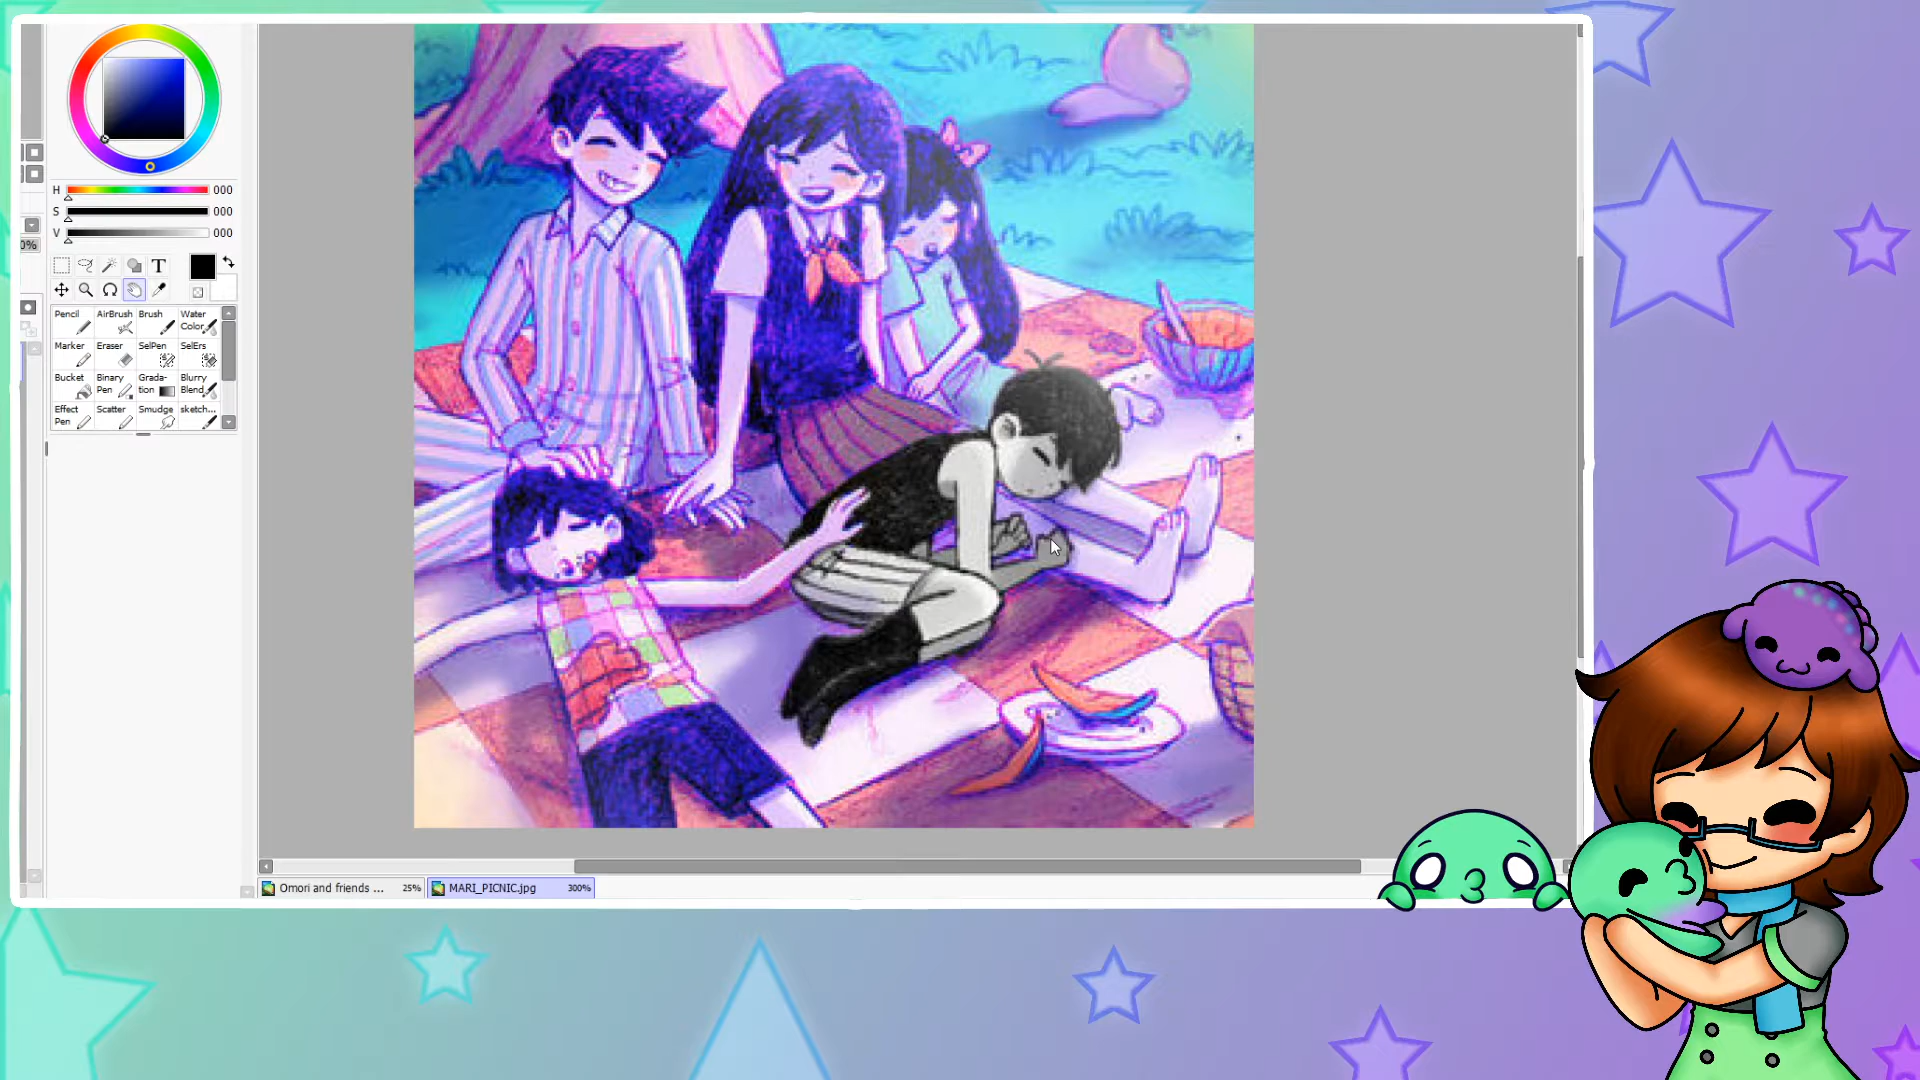 H 000
S 000
V 000
0%
T
Pencil AirBrush Brush Water Color
Marker Eraser SelPen SelErs
Bucket Binary Pen Grada- tion Blurry Blend
Effect Pen Scatter Smudge sketch...
Omori and friends ... 25% MARI_PICNIC.jpg 300%